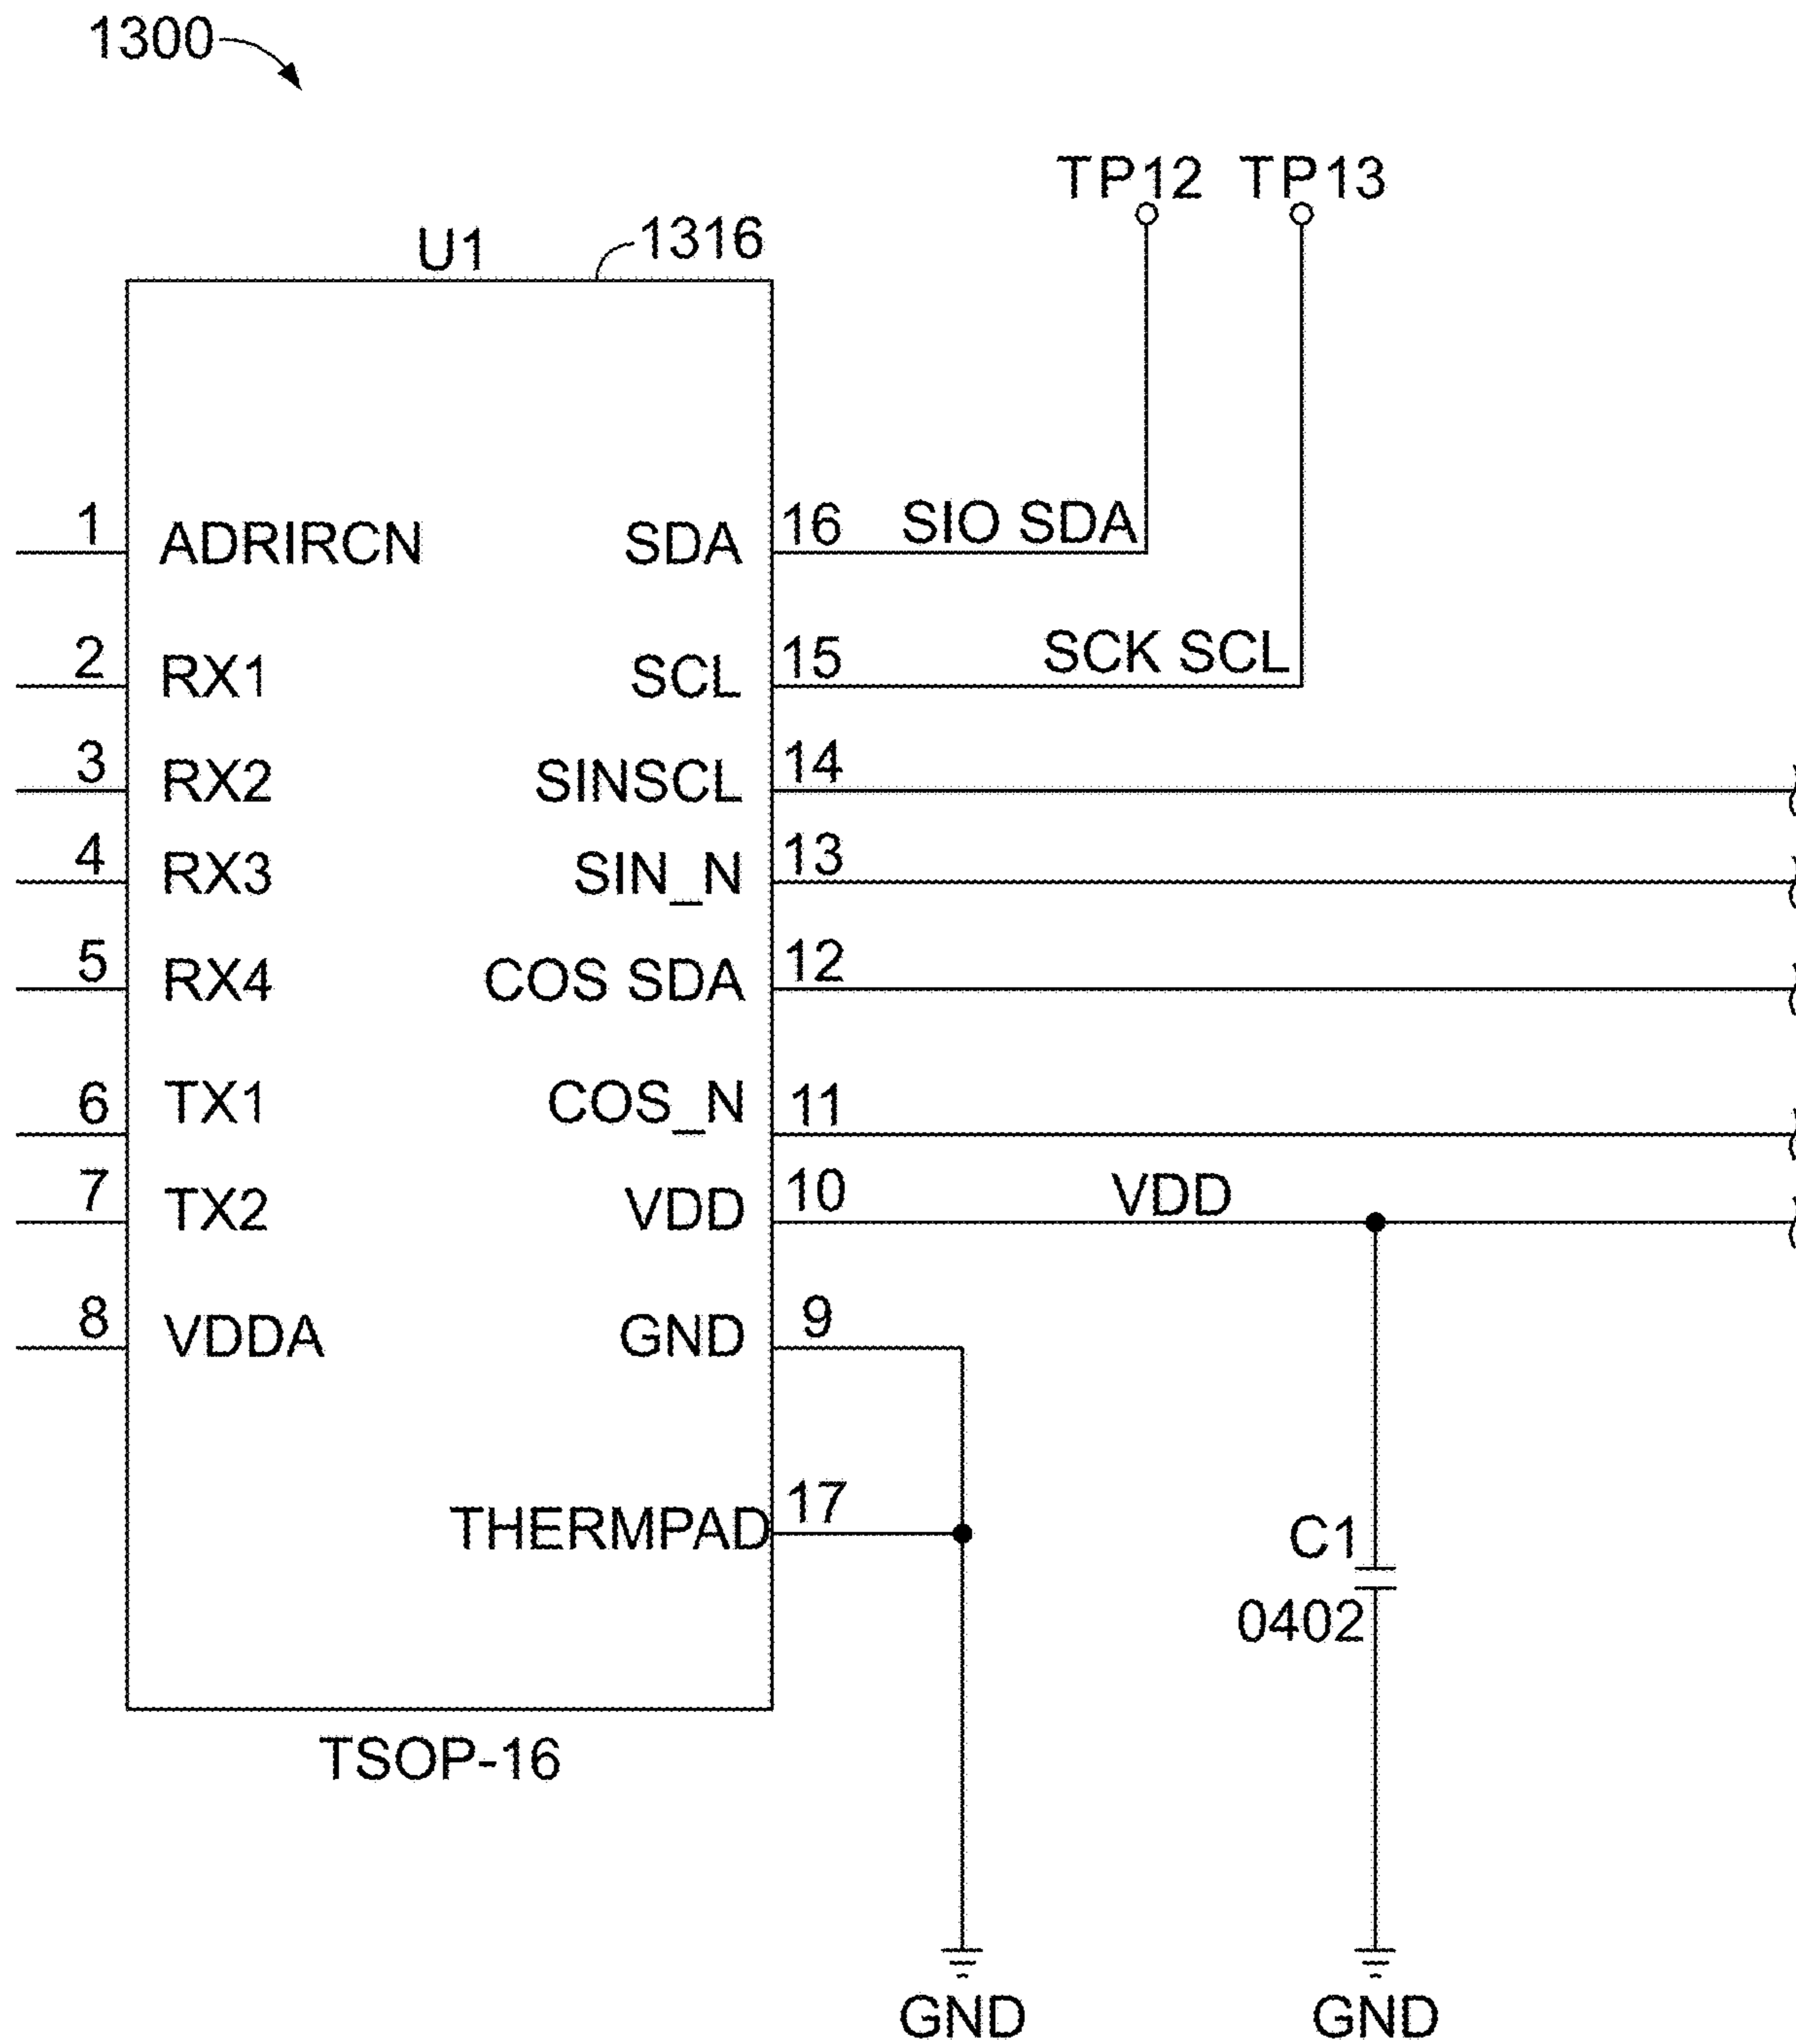 1300
TP12 TP13
U1 1316
1 ADRIRCN SDA 16 SIO SDA
2 RX1 SCL 15 SCK SCL
3 RX2 SINSCL 14
4 RX3 SIN_N 13
5 RX4 COS SDA 12
6 TX1 COS_N 11
7 TX2 VDD 10 VDD
8 VDDA GND 9
THERMPAD 17
C1
0402
TSOP-16
GND GND